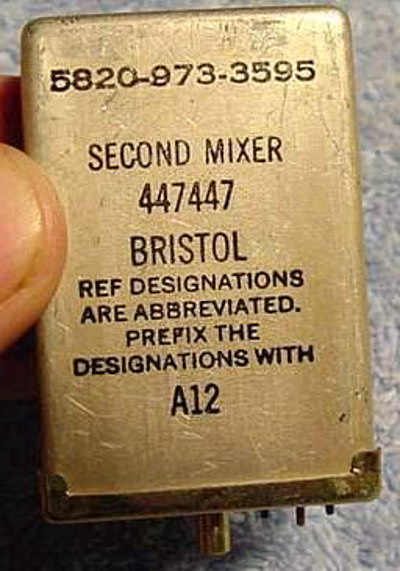 5820-973-3595
SECOND MIXER
447447
BRISTOL
REF DESIGNATIONS
ARE ABBREVIATED.
PREFIX THE
DESIGNATIONS WITH
A12